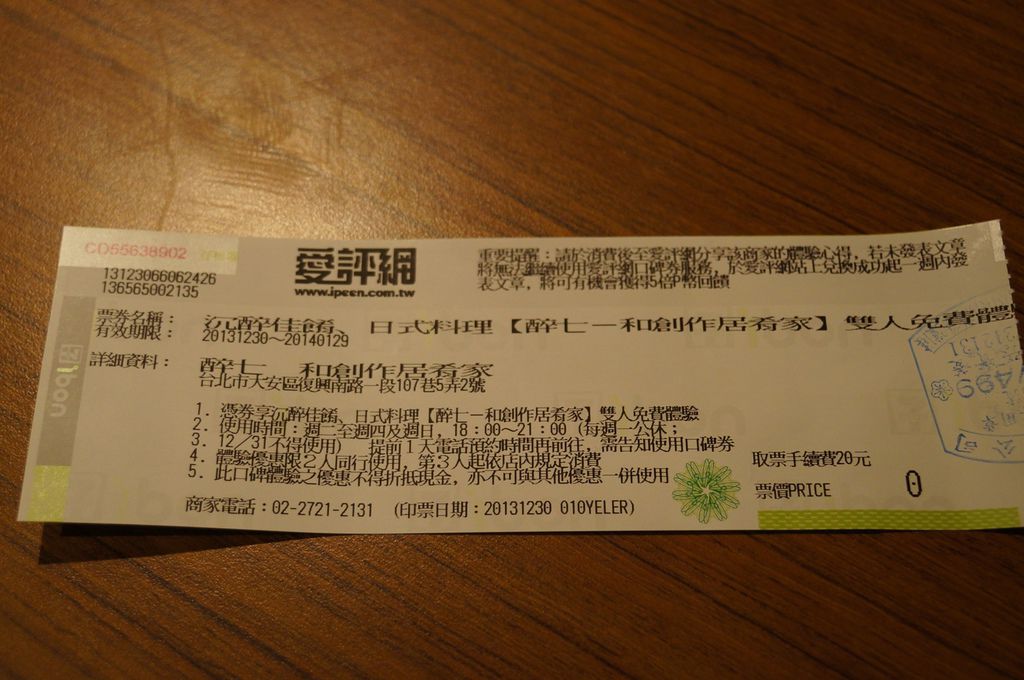 CD55638902
13123066062426
136565002135
愛評網
www.ipeen.com.tw
重要提醒：請於消費後至愛評網分享該商家的體驗心得，若未發表文章
將無法繼續使用愛評網口碑券服務，於愛評網站上兌換成功起一週內發
表文章，將可有機會獲得5倍P幣回饋
票券名稱： 沉醉佳餚、日式料理【醉七－和創作居肴家】雙人免費體
有效期限： 20131230～20140129
詳細資料： 醉七　和創作居肴家
台北市大安區復興南路一段107巷5弄2號
1. 憑券享沉醉佳餚、日式料理【醉七－和創作居肴家】雙人免費體驗
2. 使用時間：週二至週四及週日，18：00～21：00（每週一公休；
3. 12/31不得使用） 提前1天電話預約時間再前往，需告知使用口碑券
4. 體驗優惠限2人同行使用，第3人起依店內規定消費
5. 此口碑體驗之優惠不得折抵現金，亦不可與其他優惠一併使用
商家電話：02-2721-2131 (印票日期：20131230 010YELER)
取票手續費20元
票價PRICE 0
ibon